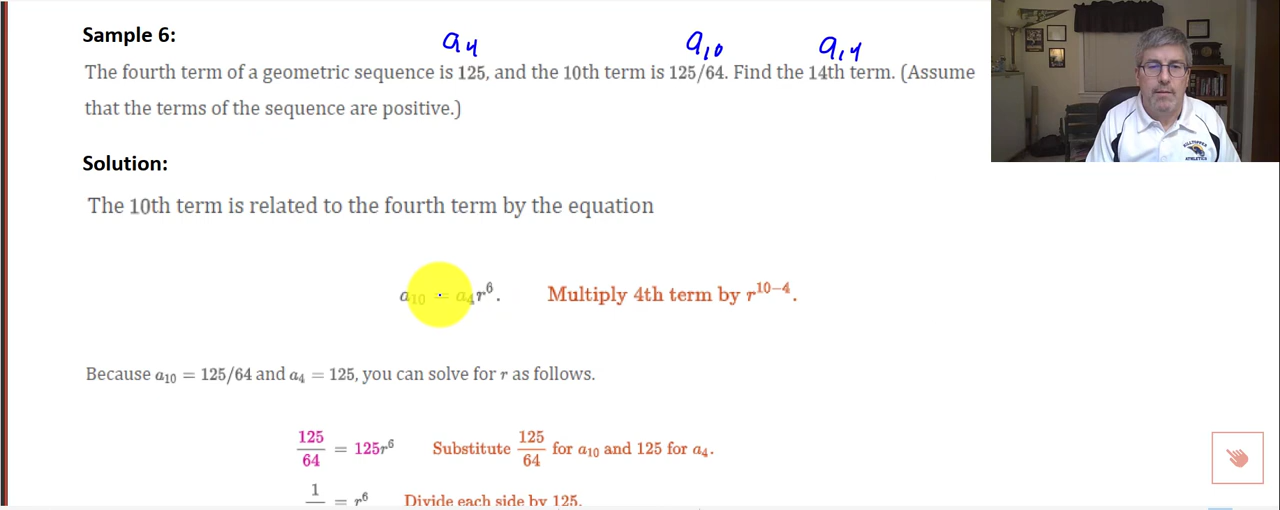 Sample 6:
a4 a10 a14
The fourth term of a geometric sequence is 125, and the 10th term is 125/64. Find the 14th term. (Assume
that the terms of the sequence are positive.)
Solution:
The 10th term is related to the fourth term by the equation
a₁₀ = a₄r⁶. Multiply 4th term by r¹⁰⁻⁴.
Because a₁₀ = 125/64 and a₄ = 125, you can solve for r as follows.
125/64 = 125r⁶ Substitute 125/64 for a₁₀ and 125 for a₄.
1
= r⁶ Divide each side by 125.
HILLTOPPER
ATHLETICS